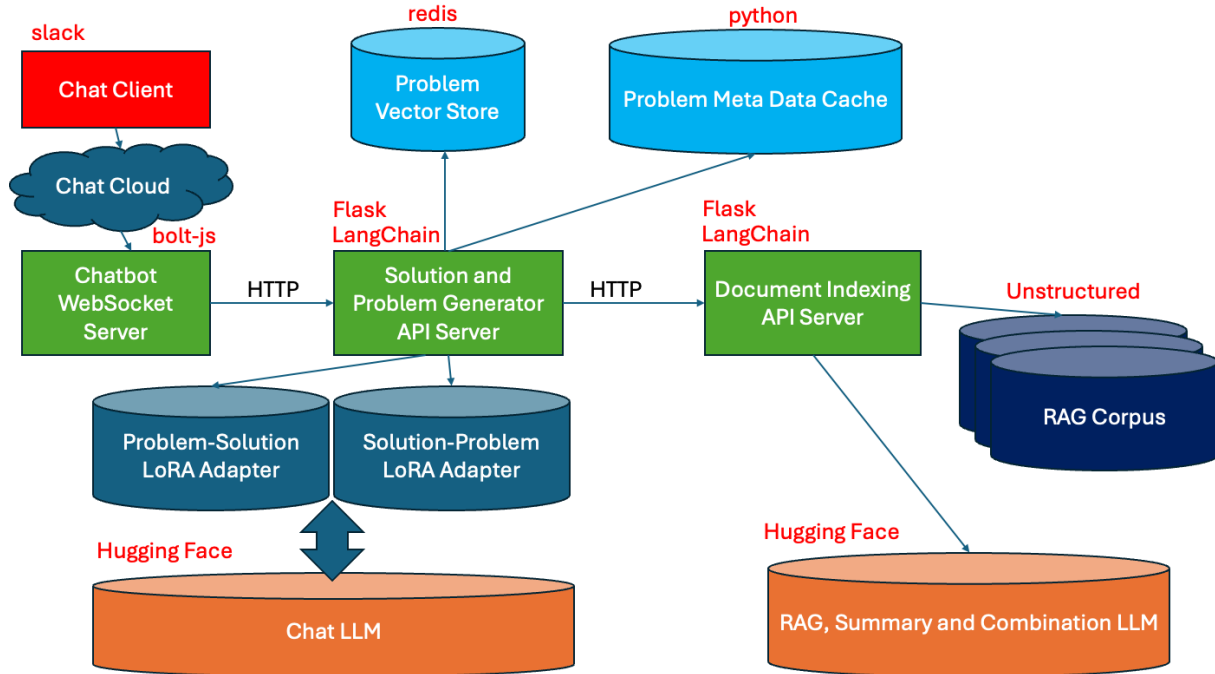 redis
python
slack
Chat Client
Problem
Vector Store
Problem Meta Data Cache
Chat Cloud
bolt-js
Flask
LangChain
Flask
LangChain
Chatbot
WebSocket
Server
HTTP
Solution and
Problem Generator
API Server
HTTP
Document Indexing
API Server
Unstructured
RAG Corpus
Problem-Solution
LoRA Adapter
Solution-Problem
LoRA Adapter
Hugging Face
Chat LLM
Hugging Face
RAG, Summary and Combination LLM